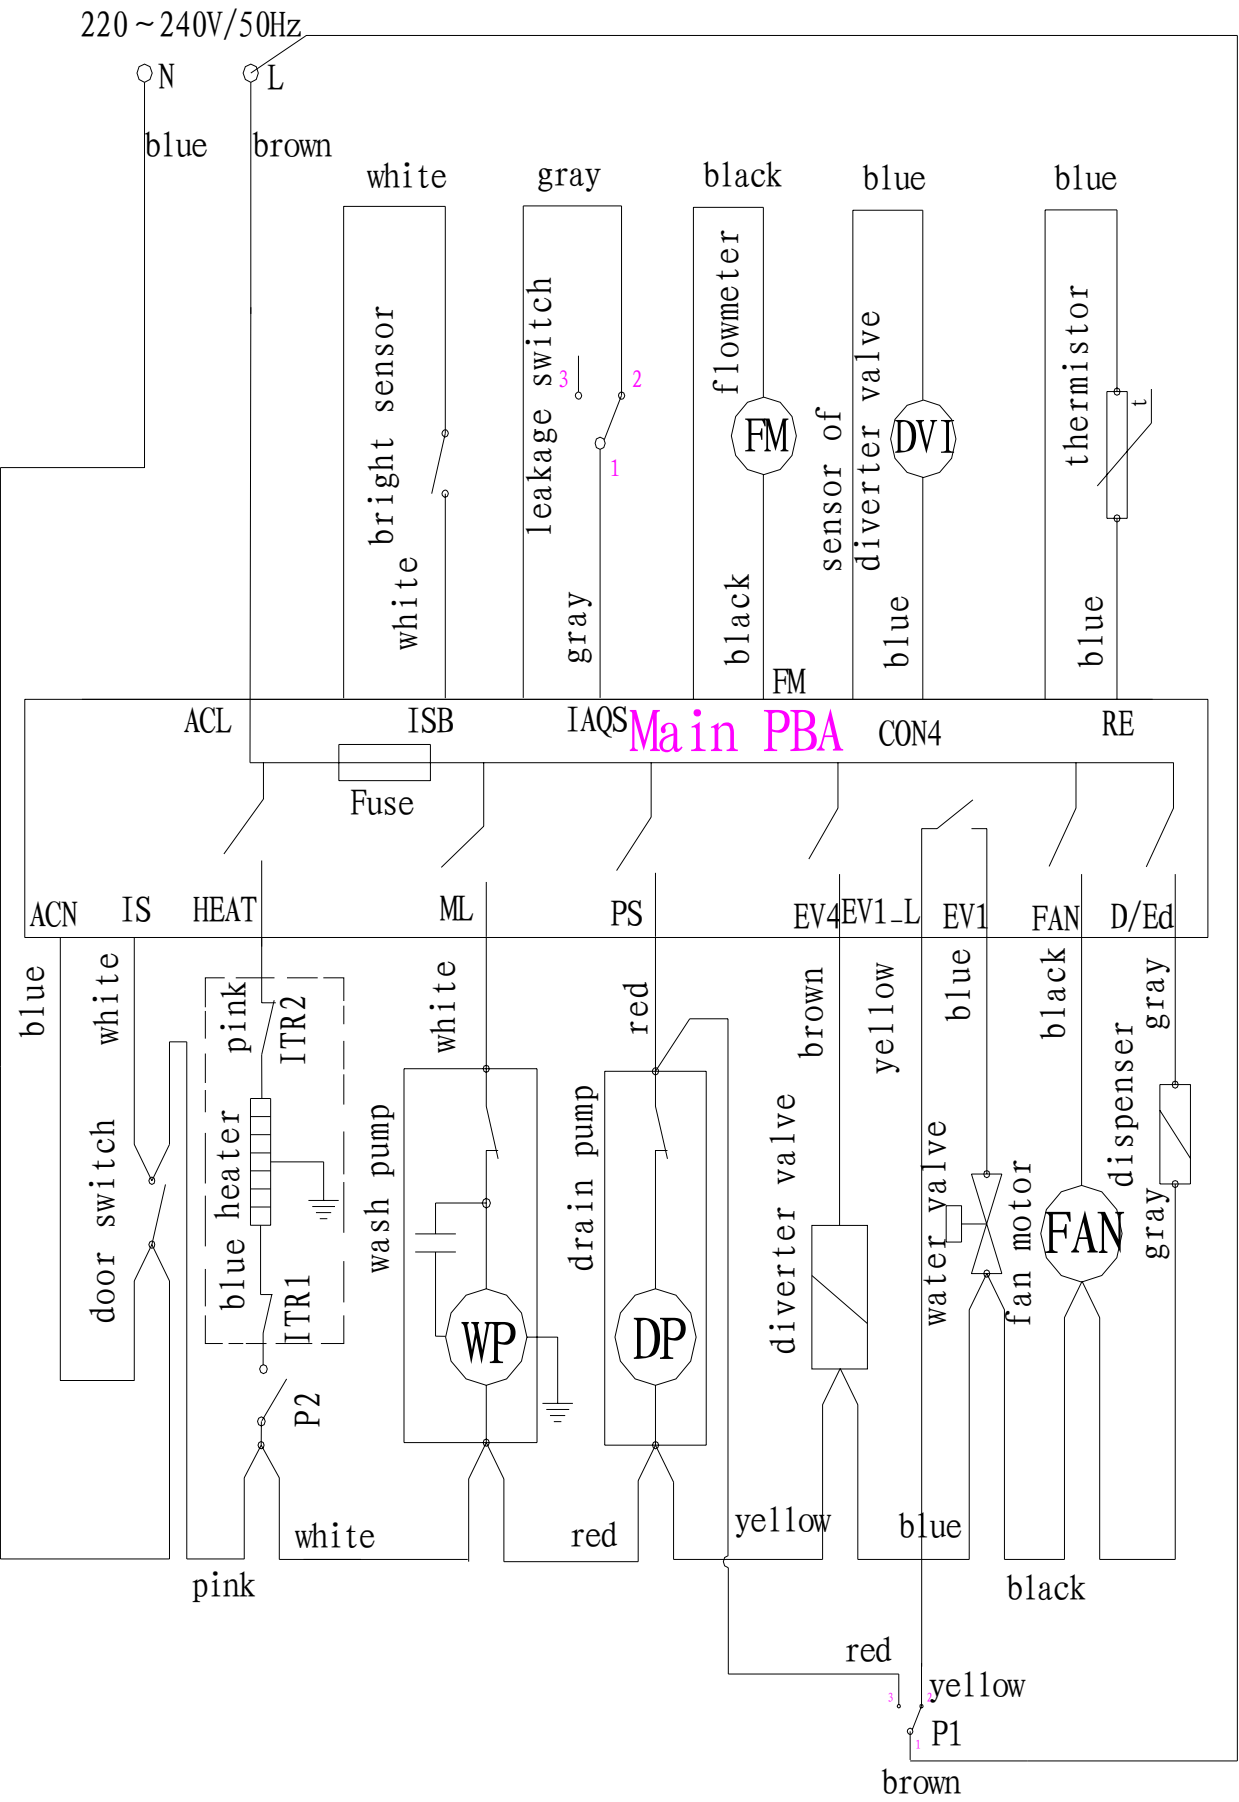 220~240V/50Hz
N
L
blue
brown
white
gray
black
blue
blue
bright sensor
white
leakage switch
3
2
1
gray
flowmeter
FM
black
sensor of
diverter valve
DVI
blue
thermistor
t
blue
FM
ACL
ISB
IAQS
Main PBA
CON4
RE
Fuse
ACN
IS
HEAT
ML
PS
EV4
EV1_L
EV1
FAN
D/Ed
blue
white
pink
ITR2
white
red
brown
yellow
blue
black
gray
door switch
blue heater
ITR1
wash pump
WP
drain pump
DP
diverter valve
water valve
fan motor
FAN
dispenser
gray
P2
white
red
yellow
blue
pink
black
red
yellow
3
2
1
P1
brown